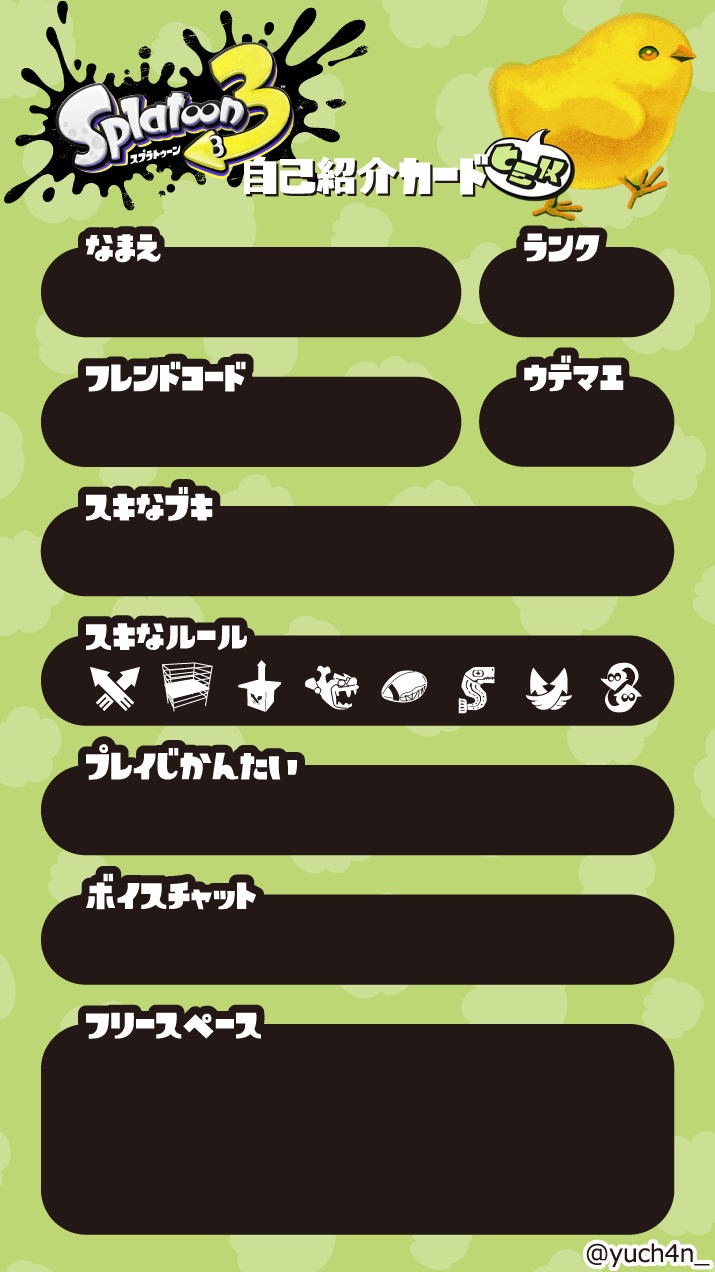 Splatoon 3
スプラトゥーン3
自己紹介カード
なまえ
ランク
フレンドコード
ウデマエ
スキなブキ
スキなルール
プレイじかんたい
ボイスチャット
フリースペース
@yuch4n_